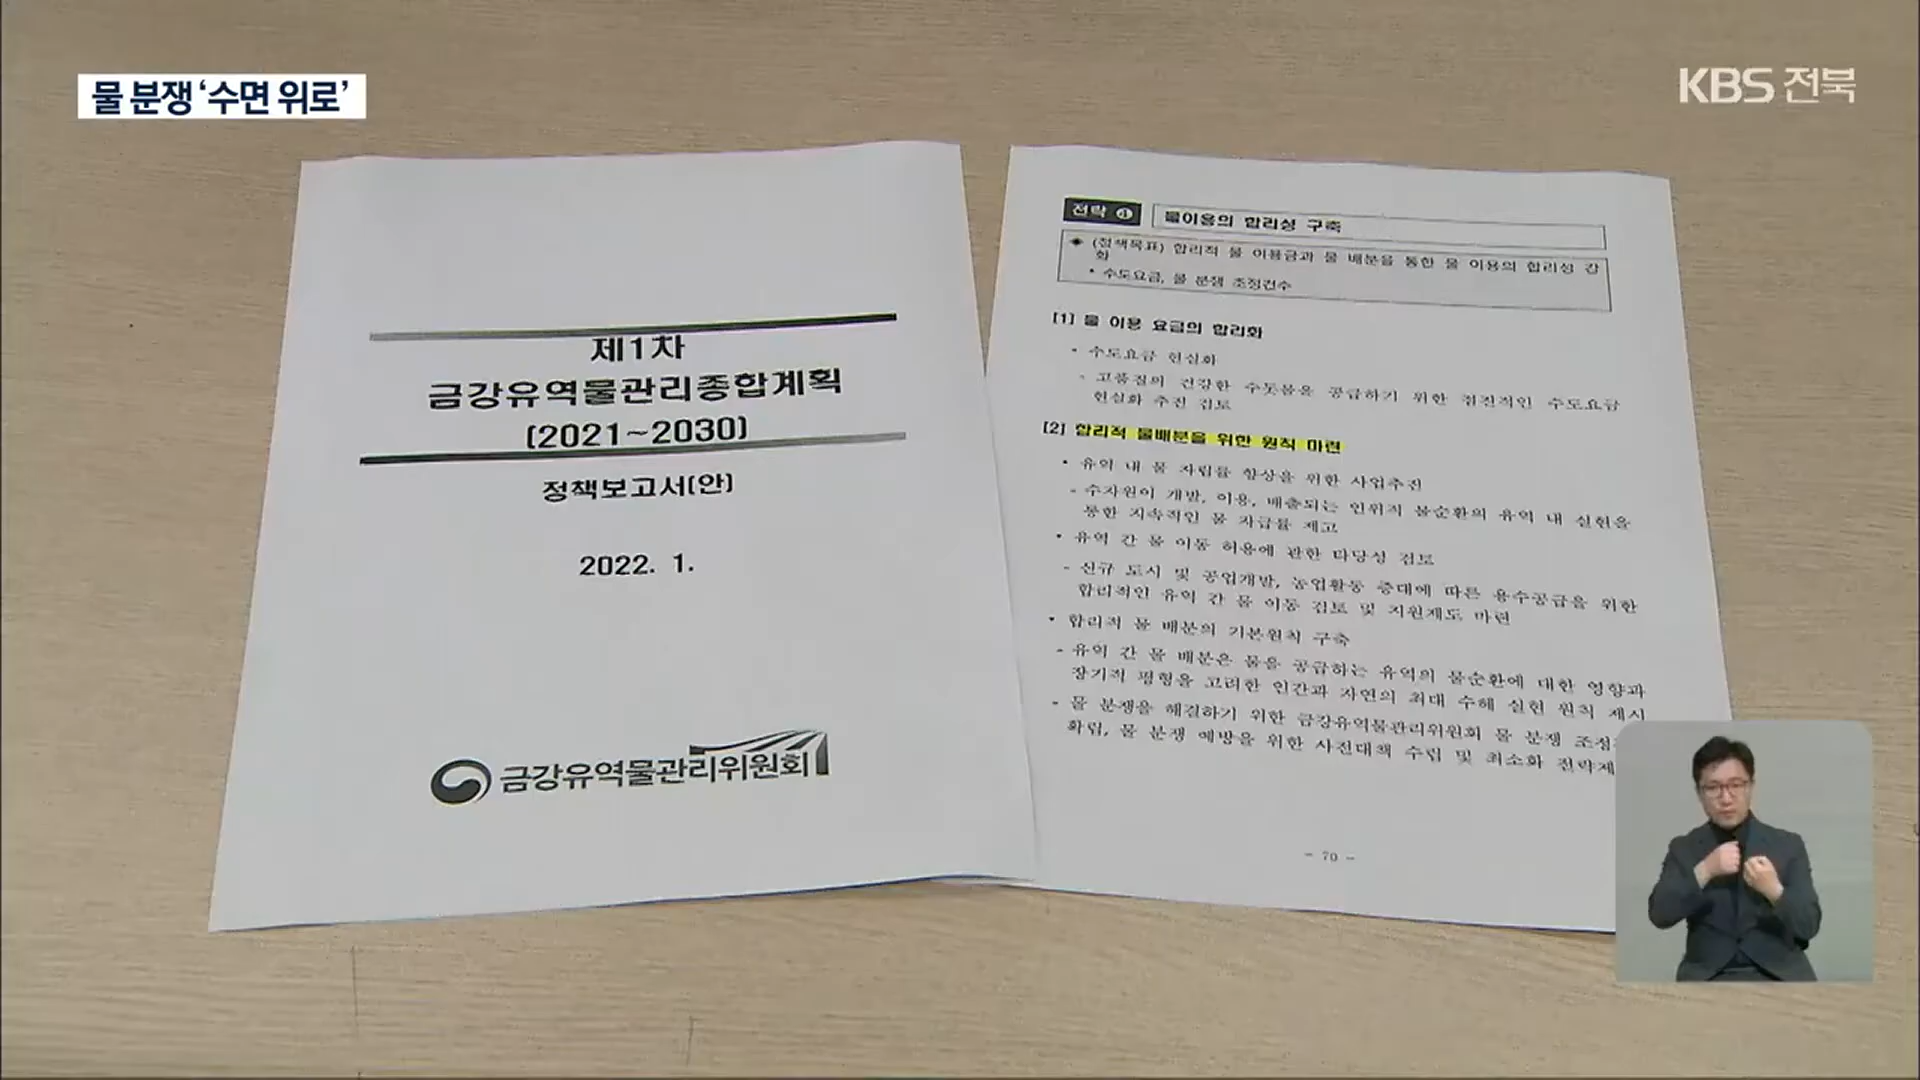 물 분쟁 ‘수면 위로’
KBS 전북
제1차
금강유역물관리종합계획
(2021~2030)
정책보고서(안)
2022. 1.
금강유역물관리위원회
전략 4 물이용의 합리성 구축
◈ (정책목표) 합리적 물 이용금과 물 배분을 통한 물 이용의 합리성 강
화
* 수도요금, 물 분쟁 조정건수
[1] 물 이용 요금의 합리화
• 수도요금 현실화
- 고품질의 건강한 수돗물을 공급하기 위한 점진적인 수도요금
현실화 추진 검토
[2] 합리적 물배분을 위한 원칙 마련
• 유역 내 물 자립률 향상을 위한 사업추진
- 수자원이 개발, 이용, 배출되는 인위적 물순환의 유역 내 실현을
통한 지속적인 물 자급률 제고
• 유역 간 물 이동 허용에 관한 타당성 검토
- 신규 도시 및 공업개발, 농업활동 증대에 따른 용수공급을 위한
합리적인 유역 간 물 이동 검토 및 지원제도 마련
• 합리적 물 배분의 기본원칙 구축
- 유역 간 물 배분은 물을 공급하는 유역의 물순환에 대한 영향과
장기적 평형을 고려한 인간과 자연의 최대 수혜 실현 원칙 제시
- 물 분쟁을 해결하기 위한 금강유역물관리위원회 물 분쟁 조정
확립, 물 분쟁 예방을 위한 사전대책 수립 및 최소화 전략
- 70 -